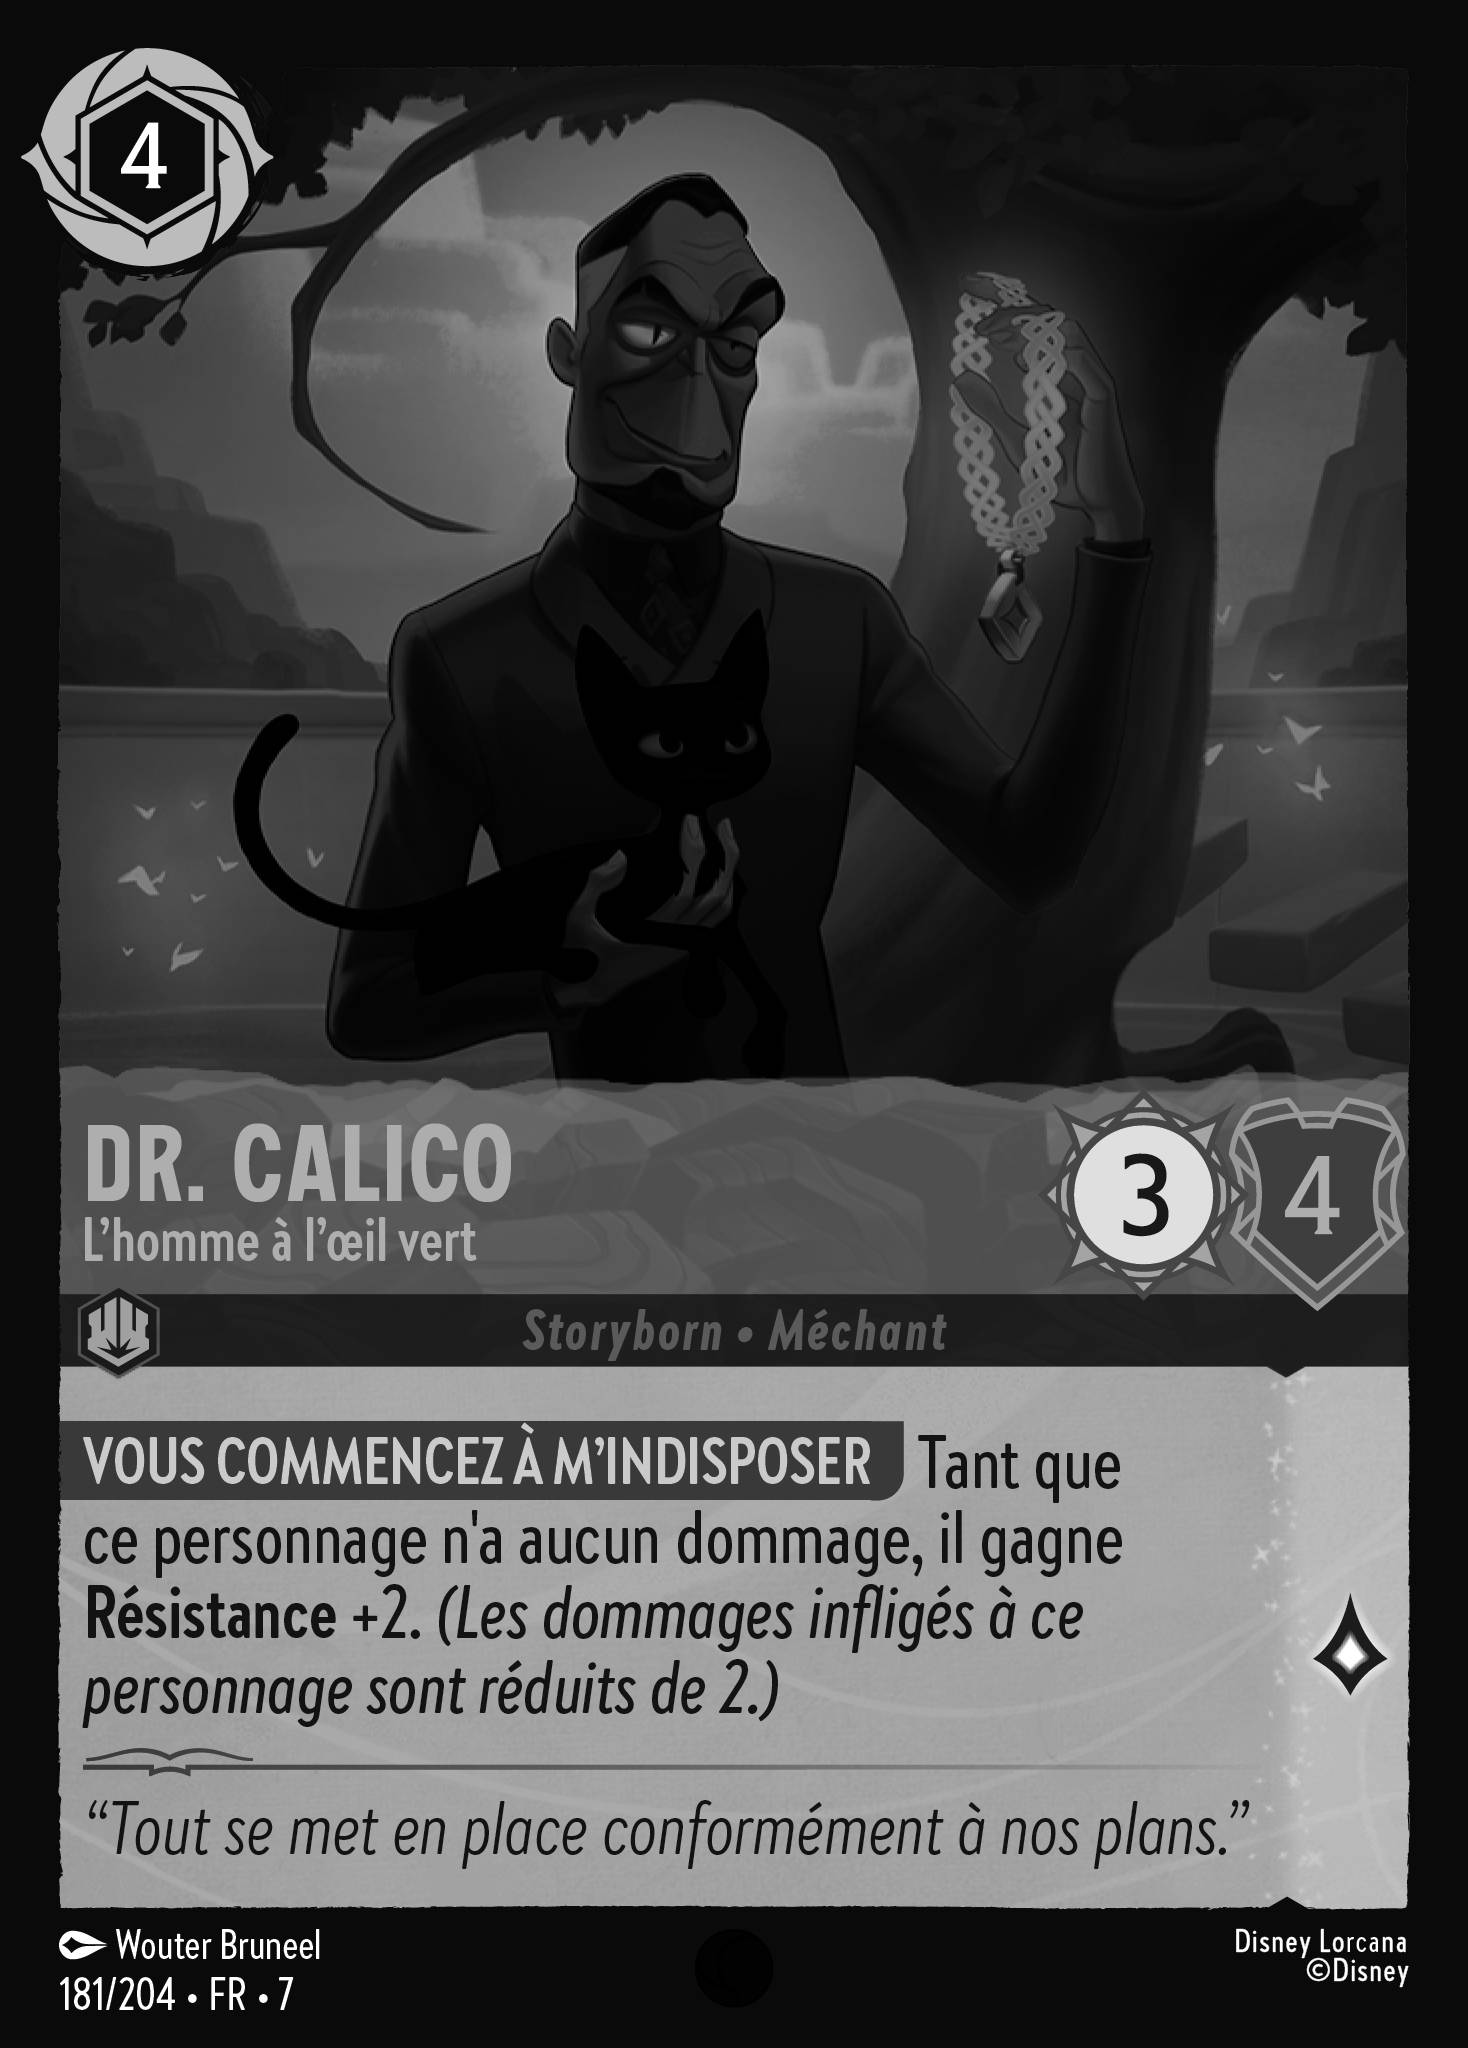 4
DR. CALICO
L’homme à l’œil vert
3
4
Storyborn • Méchant
VOUS COMMENCEZ À M’INDISPOSER Tant que
ce personnage n'a aucun dommage, il gagne
Résistance +2. (Les dommages infligés à ce
personnage sont réduits de 2.)
“Tout se met en place conformément à nos plans.”
Wouter Bruneel
181/204 • FR • 7
Disney Lorcana
©Disney